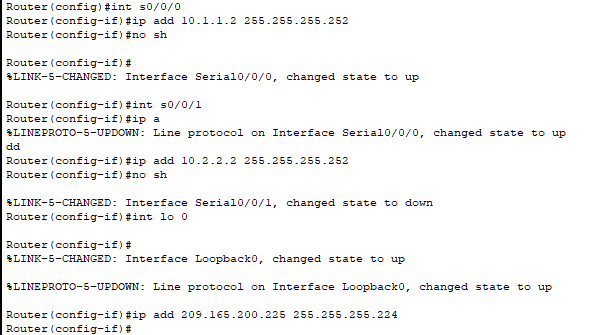 Router(config)#int s0/0/0
Router(config-if)#ip add 10.1.1.2 255.255.255.252
Router(config-if)#no sh
Router(config-if)#
%LINK-5-CHANGED: Interface Serial0/0/0, changed state to up
Router(config-if)#int s0/0/1
Router(config-if)#ip a
%LINEPROTO-5-UPDOWN: Line protocol on Interface Serial0/0/0, changed state to up
dd
Router(config-if)#ip add 10.2.2.2 255.255.255.252
Router(config-if)#no sh
%LINK-5-CHANGED: Interface Serial0/0/1, changed state to down
Router(config-if)#int lo 0
Router(config-if)#
%LINK-5-CHANGED: Interface Loopback0, changed state to up
%LINEPROTO-5-UPDOWN: Line protocol on Interface Loopback0, changed state to up
Router(config-if)#ip add 209.165.200.225 255.255.255.224
Router(config-if)#